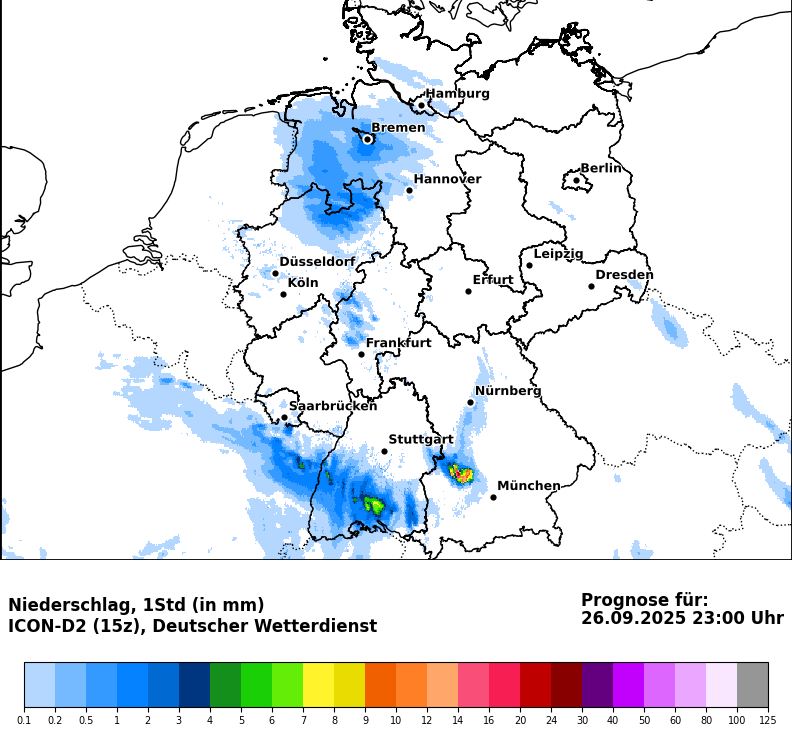 Hamburg
Bremen
Berlin
Hannover
Leipzig
Düsseldorf
Dresden
Köln
Erfurt
Frankfurt
Nürnberg
Saarbrücken
Stuttgart
München
Niederschlag, 1Std (in mm)
ICON-D2 (15z), Deutscher Wetterdienst
Prognose für:
26.09.2025 23:00 Uhr
0.1 0.2 0.5 1 2 3 4 5 6 7 8 9 10 12 14 16 20 24 30 40 50 60 80 100 125